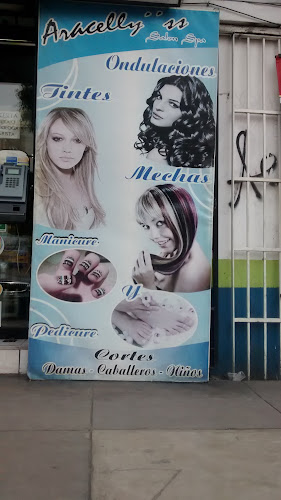 Aracelly¨ss
Salon Spa
Ondulaciones
Tintes
Mechas
Manicure
Y
Pedicure
Cortes
Damas - Caballeros - Niños